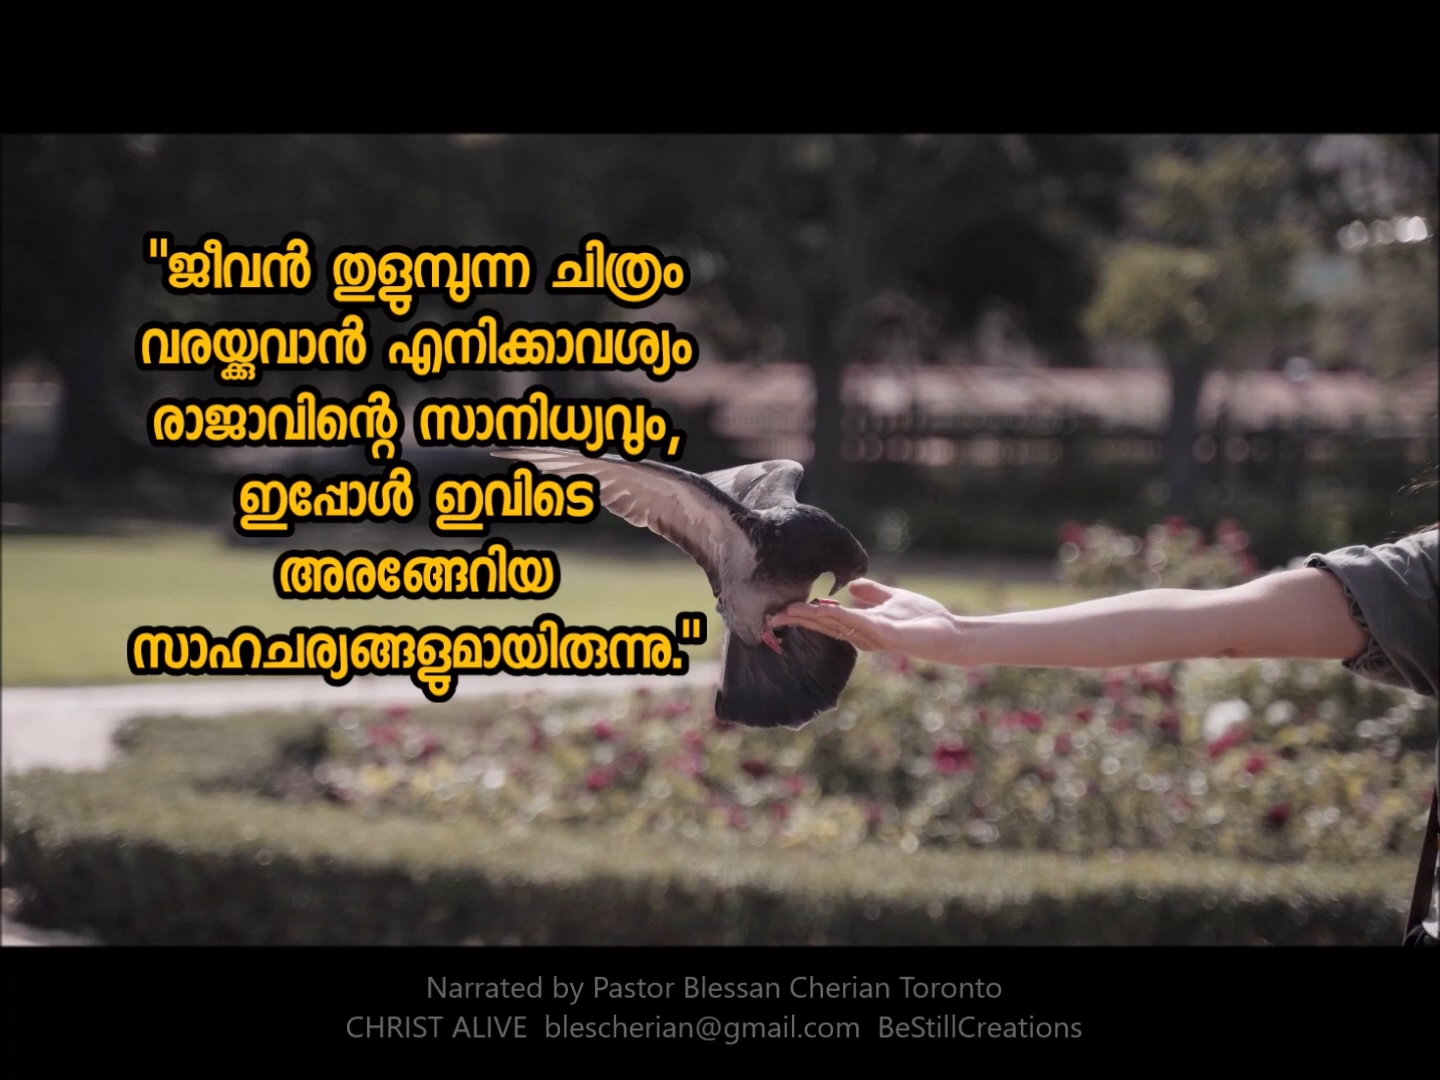 "ജീവൻ തുളുമ്പുന്ന ചിത്രം
വരയ്ക്കുവാൻ എനിക്കാവശ്യം
രാജാവിന്റെ സാനിധ്യവും,
ഇപ്പോൾ ഇവിടെ
അരങ്ങേറിയ
സാഹചര്യങ്ങളുമായിരുന്നു."
Narrated by Pastor Blessan Cherian Toronto
CHRIST ALIVE blescherian@gmail.com BeStillCreations